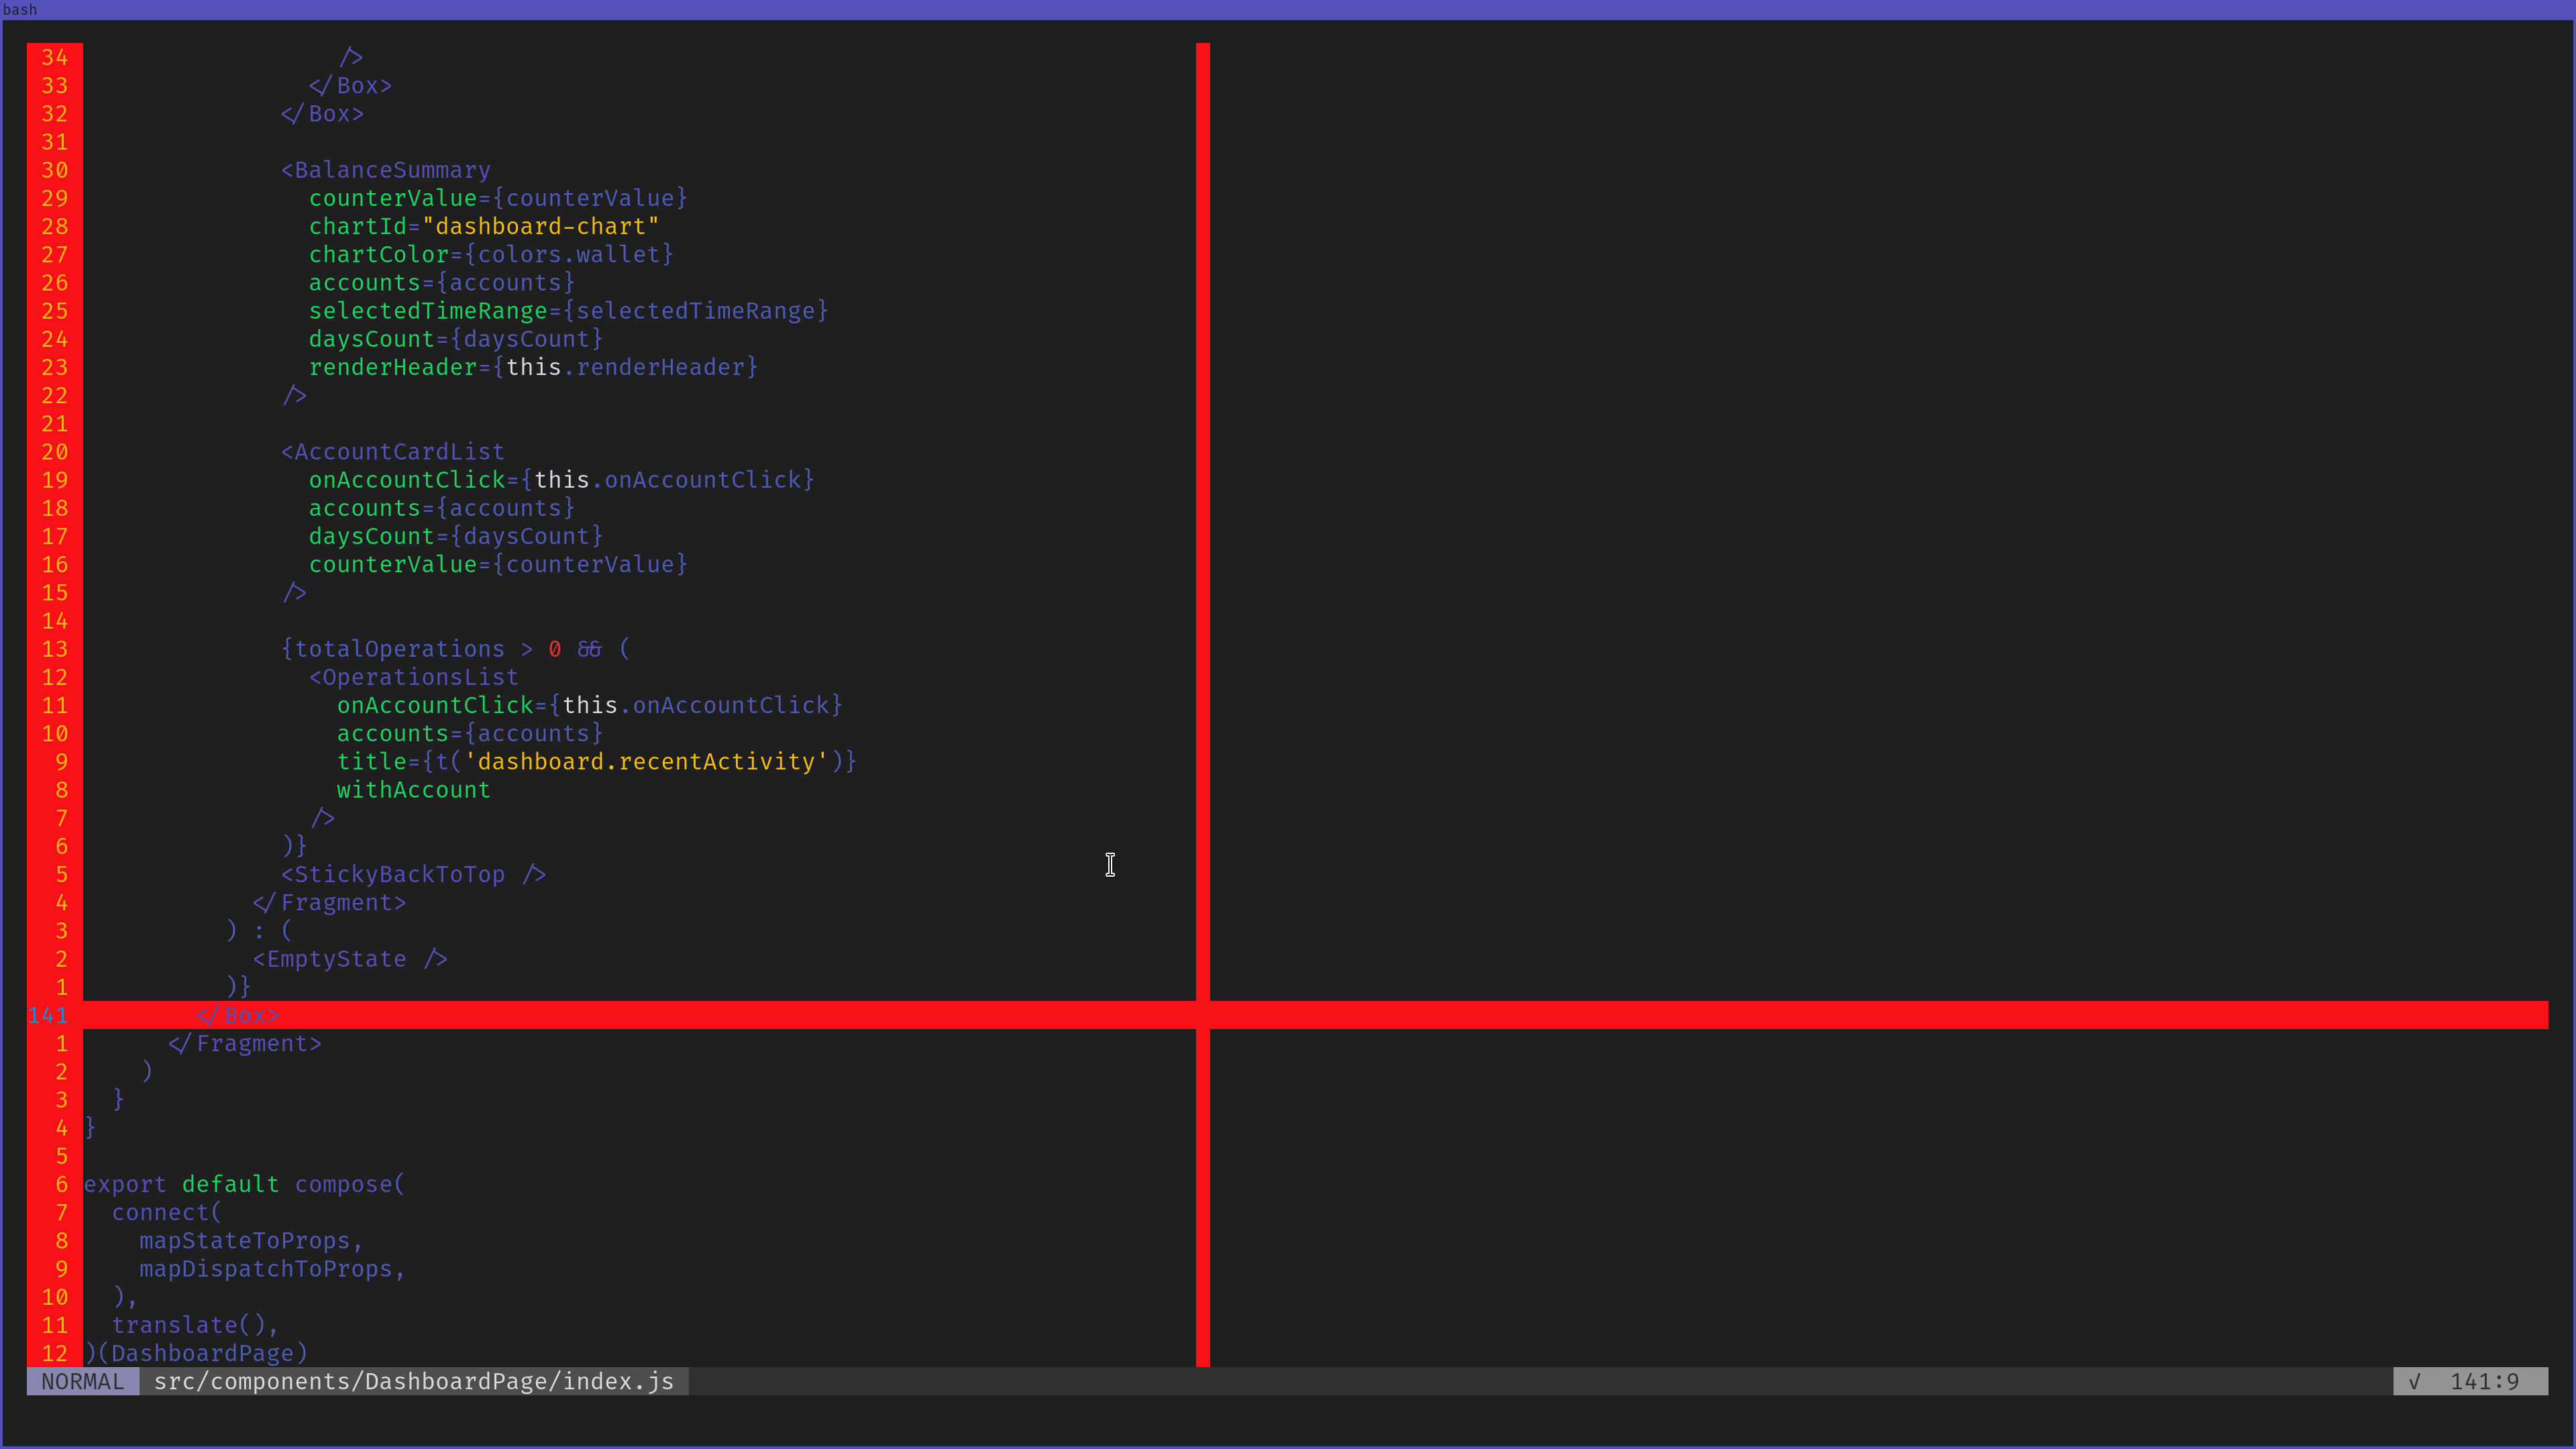 bash
34                    />
33                  </Box>
32                </Box>
31
30                <BalanceSummary
29                  counterValue={counterValue}
28                  chartId="dashboard-chart"
27                  chartColor={colors.wallet}
26                  accounts={accounts}
25                  selectedTimeRange={selectedTimeRange}
24                  daysCount={daysCount}
23                  renderHeader={this.renderHeader}
22                />
21
20                <AccountCardList
19                  onAccountClick={this.onAccountClick}
18                  accounts={accounts}
17                  daysCount={daysCount}
16                  counterValue={counterValue}
15                />
14
13                {totalOperations > 0 && (
12                  <OperationsList
11                    onAccountClick={this.onAccountClick}
10                    accounts={accounts}
9                    title={t('dashboard.recentActivity')}
8                    withAccount
7                  />
6                )}
5                <StickyBackToTop />
4              </Fragment>
3            ) : (
2              <EmptyState />
1            )}
141          </Box>
1        </Fragment>
2      )
3    }
4  }
5
6  export default compose(
7    connect(
8      mapStateToProps,
9      mapDispatchToProps,
10    ),
11    translate(),
12  )(DashboardPage)
NORMAL  src/components/DashboardPage/index.js  √  141:9